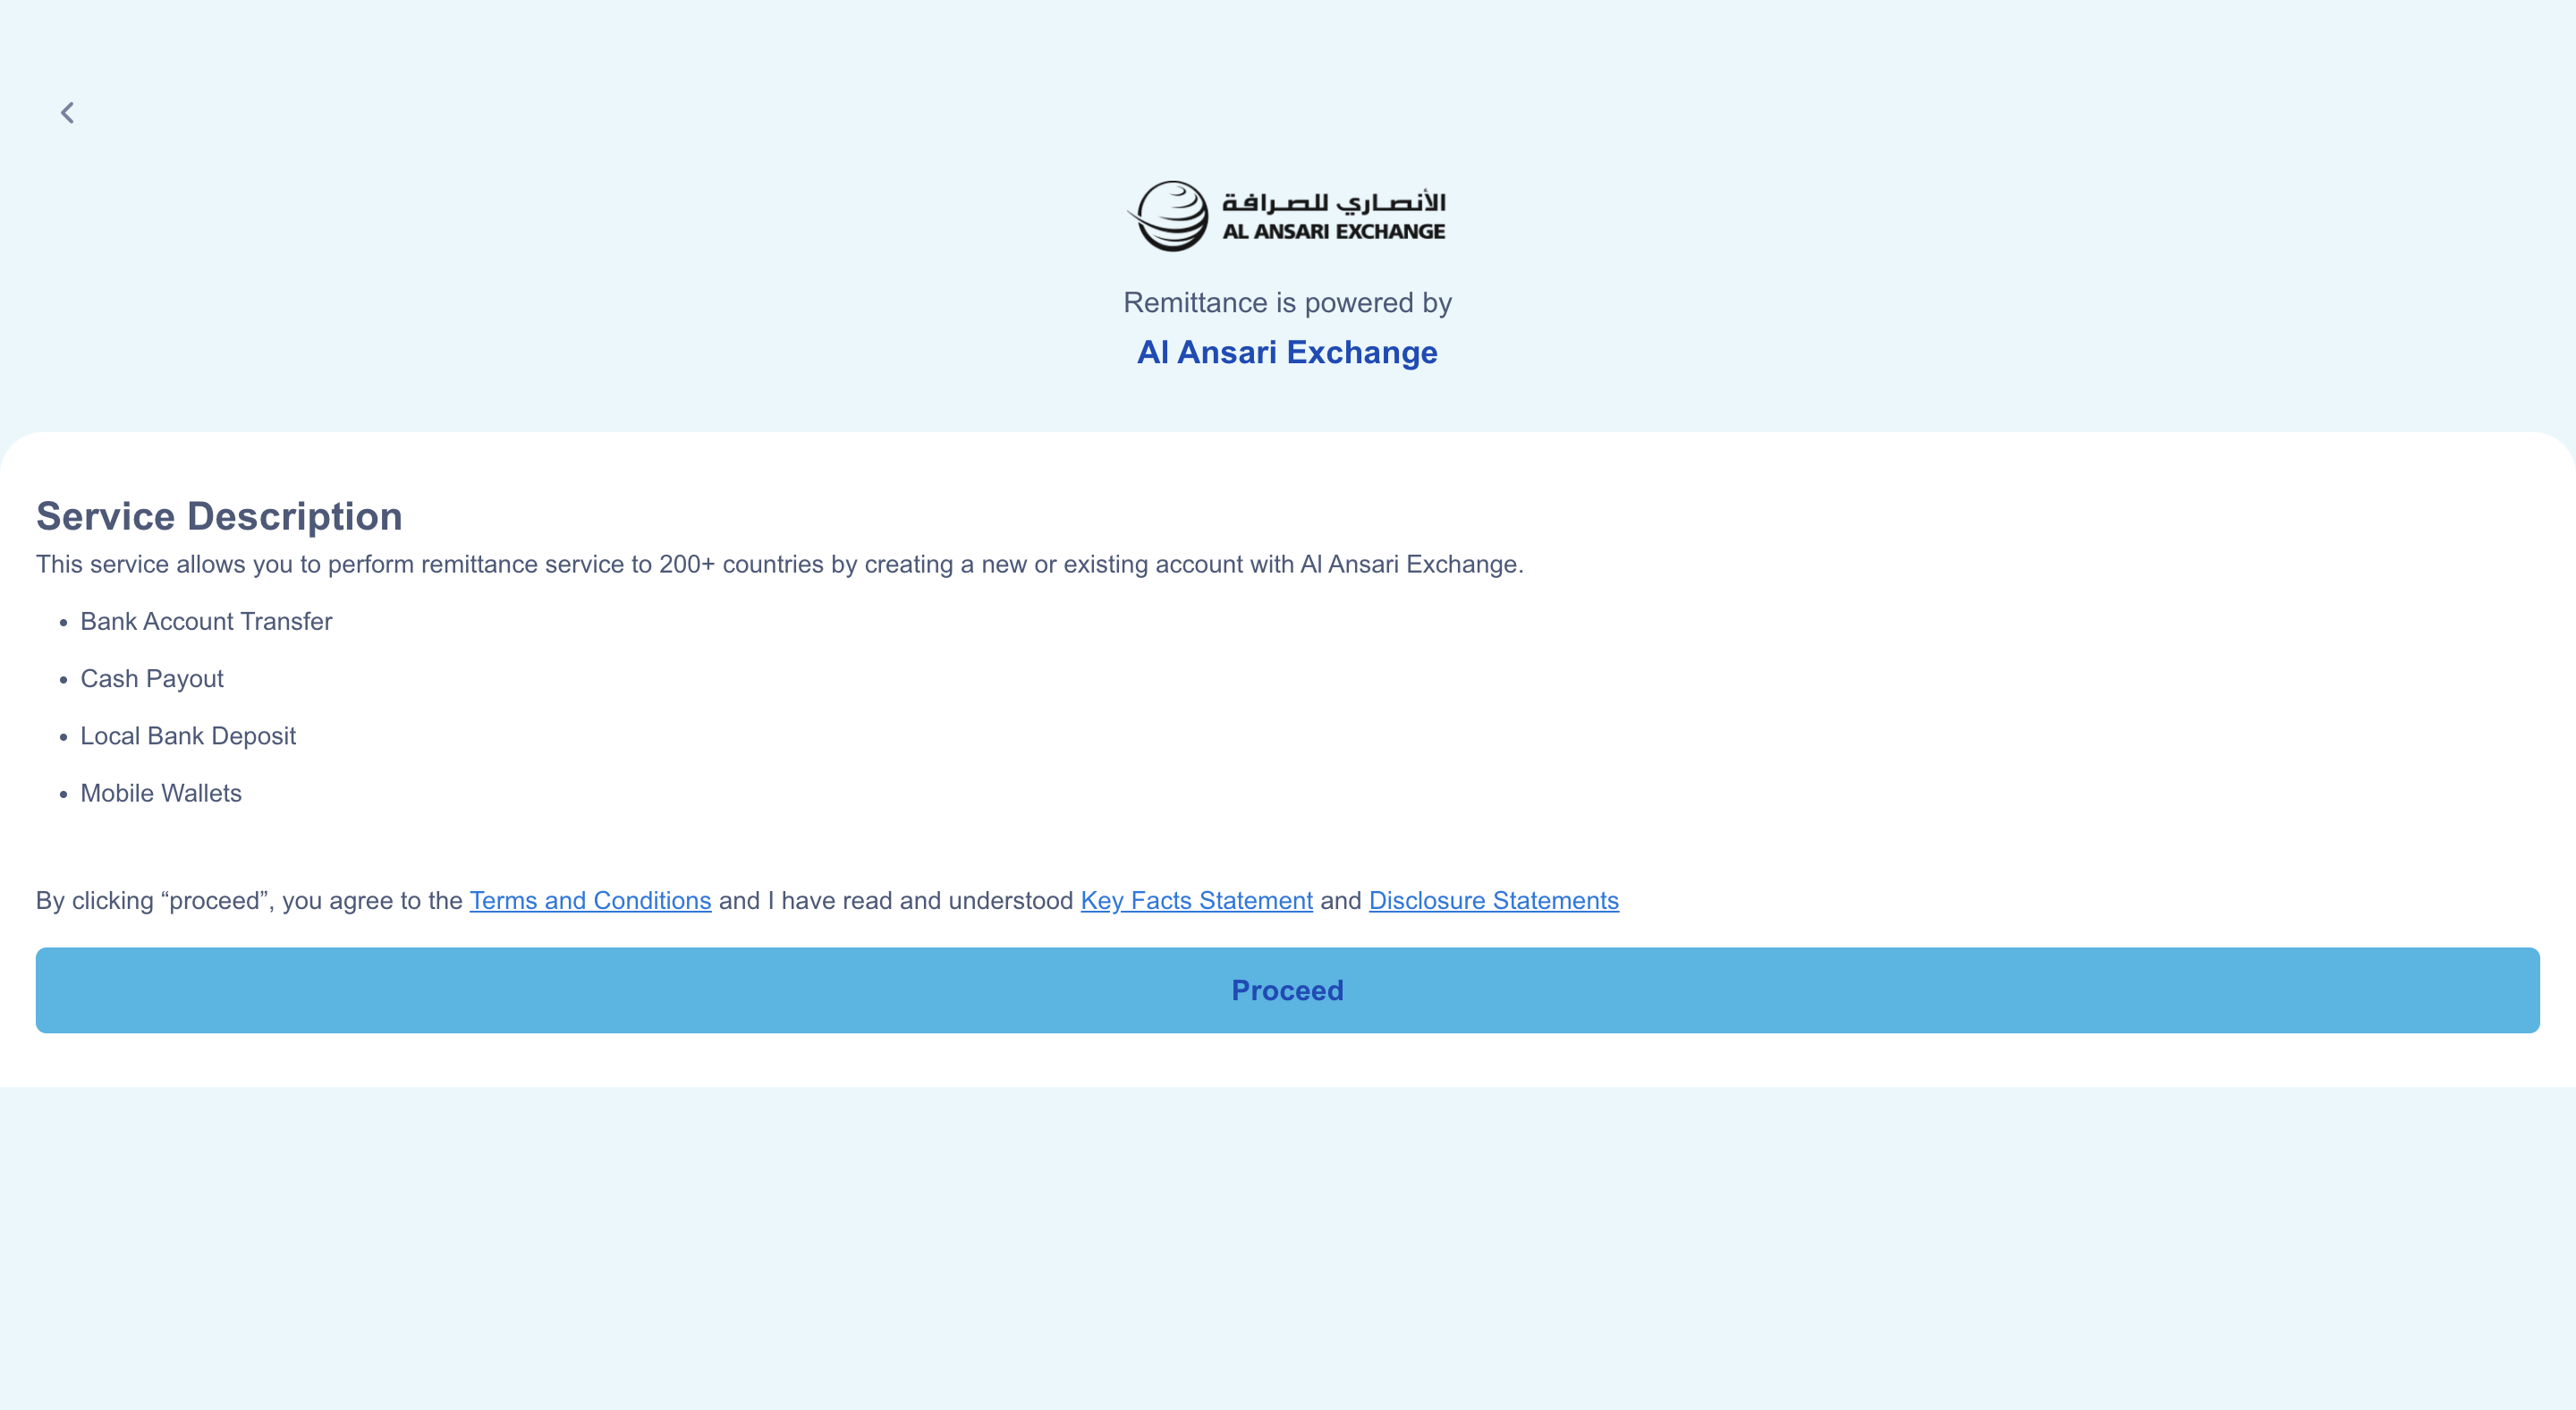 الأنصاري للصرافة
AL ANSARI EXCHANGE
Remittance is powered by
Al Ansari Exchange
Service Description
This service allows you to perform remittance service to 200+ countries by creating a new or existing account with Al Ansari Exchange.
• Bank Account Transfer
• Cash Payout
• Local Bank Deposit
• Mobile Wallets
By clicking “proceed”, you agree to the Terms and Conditions and I have read and understood Key Facts Statement and Disclosure Statements
Proceed